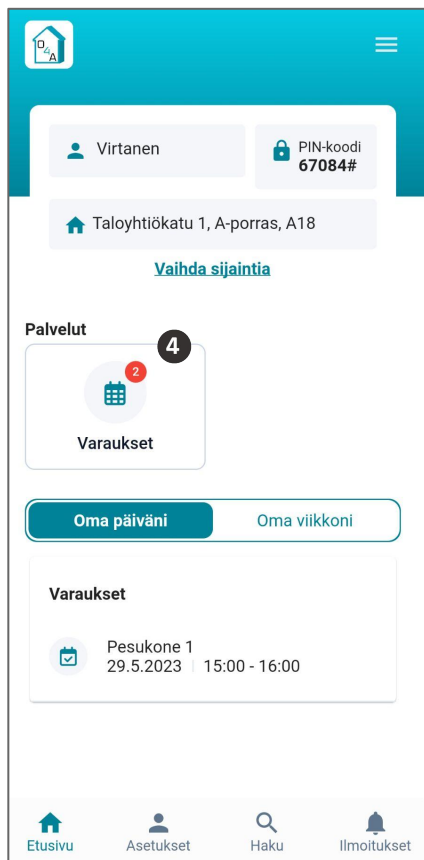 D
4
A
Virtanen
PIN-koodi
67084#
Taloyhtiökatu 1, A-porras, A18
Vaihda sijaintia
Palvelut
4
2
Varaukset
Oma päiväni
Oma viikkoni
Varaukset
Pesukone 1
29.5.2023 | 15:00 - 16:00
Etusivu
Asetukset
Haku
Ilmoitukset